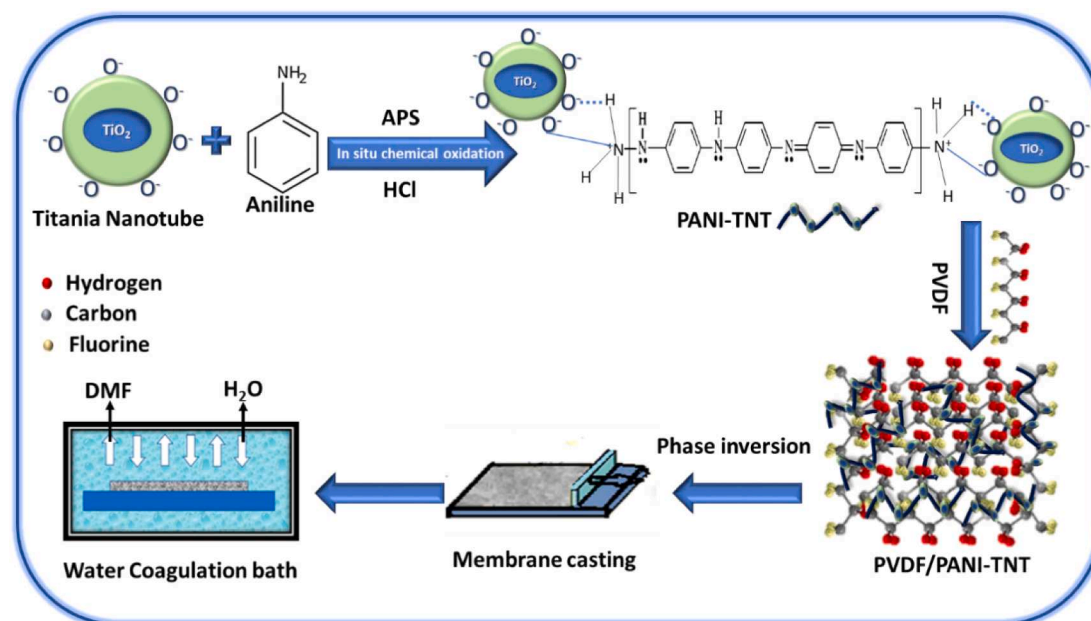 O⁻ O⁻ O⁻ O⁻ O⁻ O⁻ O⁻ O⁻
TiO₂
Titania Nanotube
NH₂
Aniline
APS
In situ chemical oxidation
HCl
O⁻ O⁻ O⁻ O⁻ O⁻ O⁻ O⁻
TiO₂
H
H
H
N⁺
H
N
H
N
N
N
N⁺
H
H
H
O⁻ O⁻ O⁻ O⁻ O⁻ O⁻ O⁻
TiO₂
PANI-TNT
PVDF
Hydrogen
Carbon
Fluorine
DMF
H₂O
Water Coagulation bath
Membrane casting
Phase inversion
PVDF/PANI-TNT